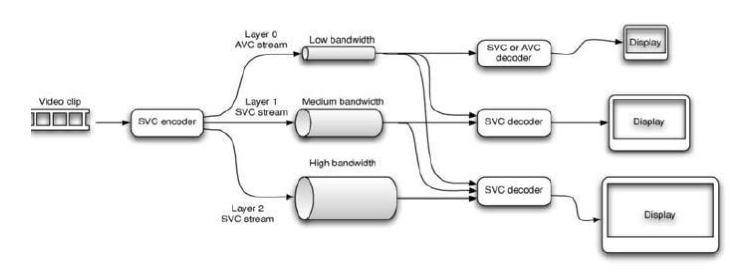 Layer 0
AVC stream
Low bandwidth
SVC or AVC
decoder
Display
Video clip
SVC encoder
Layer 1
SVC stream
Medium bandwidth
SVC decoder
Display
High bandwidth
Layer 2
SVC stream
SVC decoder
Display